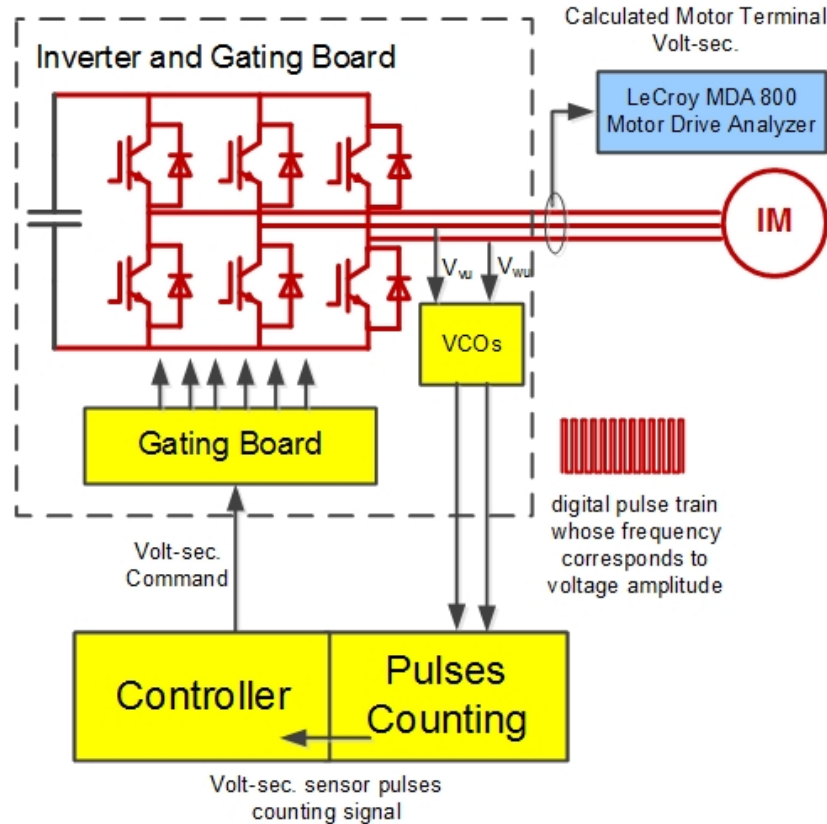 Calculated Motor Terminal
Volt-sec.
Inverter and Gating Board
LeCroy MDA 800
Motor Drive Analyzer
IM
Vvu
Vwu
VCOs
Gating Board
digital pulse train
whose frequency
corresponds to
voltage amplitude
Volt-sec.
Command
Controller
Pulses
Counting
Volt-sec. sensor pulses
counting signal